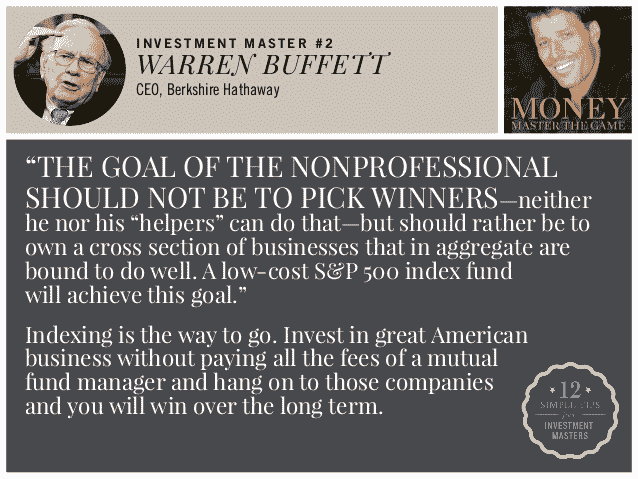 INVESTMENT MASTER #2
WARREN BUFFETT
CEO, Berkshire Hathaway
MONEY
MASTER THE GAME
“THE GOAL OF THE NONPROFESSIONAL
SHOULD NOT BE TO PICK WINNERS—neither
he nor his “helpers” can do that—but should rather be to
own a cross section of businesses that in aggregate are
bound to do well. A low-cost S&P 500 index fund
will achieve this goal.”
Indexing is the way to go. Invest in great American
business without paying all the fees of a mutual
fund manager and hang on to those companies
and you will win over the long term.
12
SIMPLE TIPS
INVESTMENT
MASTERS